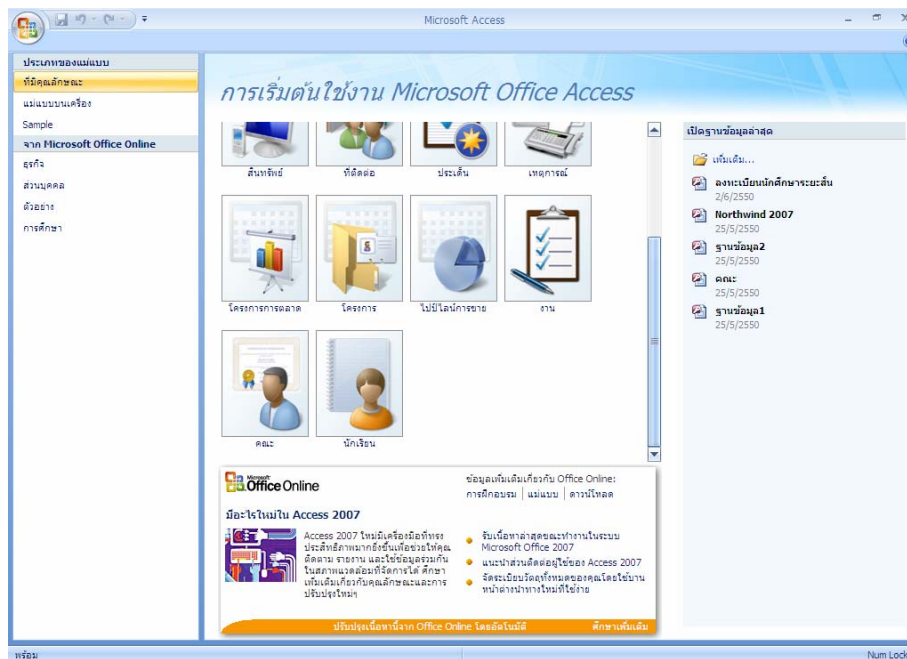 Microsoft Access
ประเภทของแม่แบบ
ที่มีคุณลักษณะ
แม่แบบบนเครื่อง
Sample
จาก Microsoft Office Online
ธุรกิจ
ส่วนบุคคล
ตัวอย่าง
การศึกษา
การเริ่มต้นใช้งาน Microsoft Office Access
สินทรัพย์ ที่ติดต่อ ประเด็น เหตุการณ์
โครงการการตลาด โครงการ ไปป์ไลน์การขาย งาน
คณะ นักเรียน
Microsoft
Office Online
ข้อมูลเพิ่มเติมเกี่ยวกับ Office Online:
การฝึกอบรม | แม่แบบ | ดาวน์โหลด
มีอะไรใหม่ใน Access 2007
Access 2007 ใหม่มีเครื่องมือที่ทรง
ประสิทธิภาพมากยิ่งขึ้นเพื่อช่วยให้คุณ
ติดตาม รายงาน และใช้ข้อมูลร่วมกัน
ในสภาพแวดล้อมที่จัดการได้ ศึกษา
เพิ่มเติมเกี่ยวกับคุณลักษณะและการ
ปรับปรุงใหม่ๆ
รับเนื้อหาล่าสุดขณะทำงานในระบบ
Microsoft Office 2007
แนะนำส่วนติดต่อผู้ใช้ของ Access 2007
จัดระเบียบวัตถุทั้งหมดของคุณโดยใช้บาน
หน้าต่างนำทางใหม่ที่ใช้ง่าย
ปรับปรุงเนื้อหานี้จาก Office Online โดยอัตโนมัติ ศึกษาเพิ่มเติม
เปิดฐานข้อมูลล่าสุด
เพิ่มเติม...
ลงทะเบียนนักศึกษาระยะสั้น
2/6/2550
Northwind 2007
25/5/2550
ฐานข้อมูล2
25/5/2550
คณะ
25/5/2550
ฐานข้อมูล1
25/5/2550
พร้อม
Num Lock